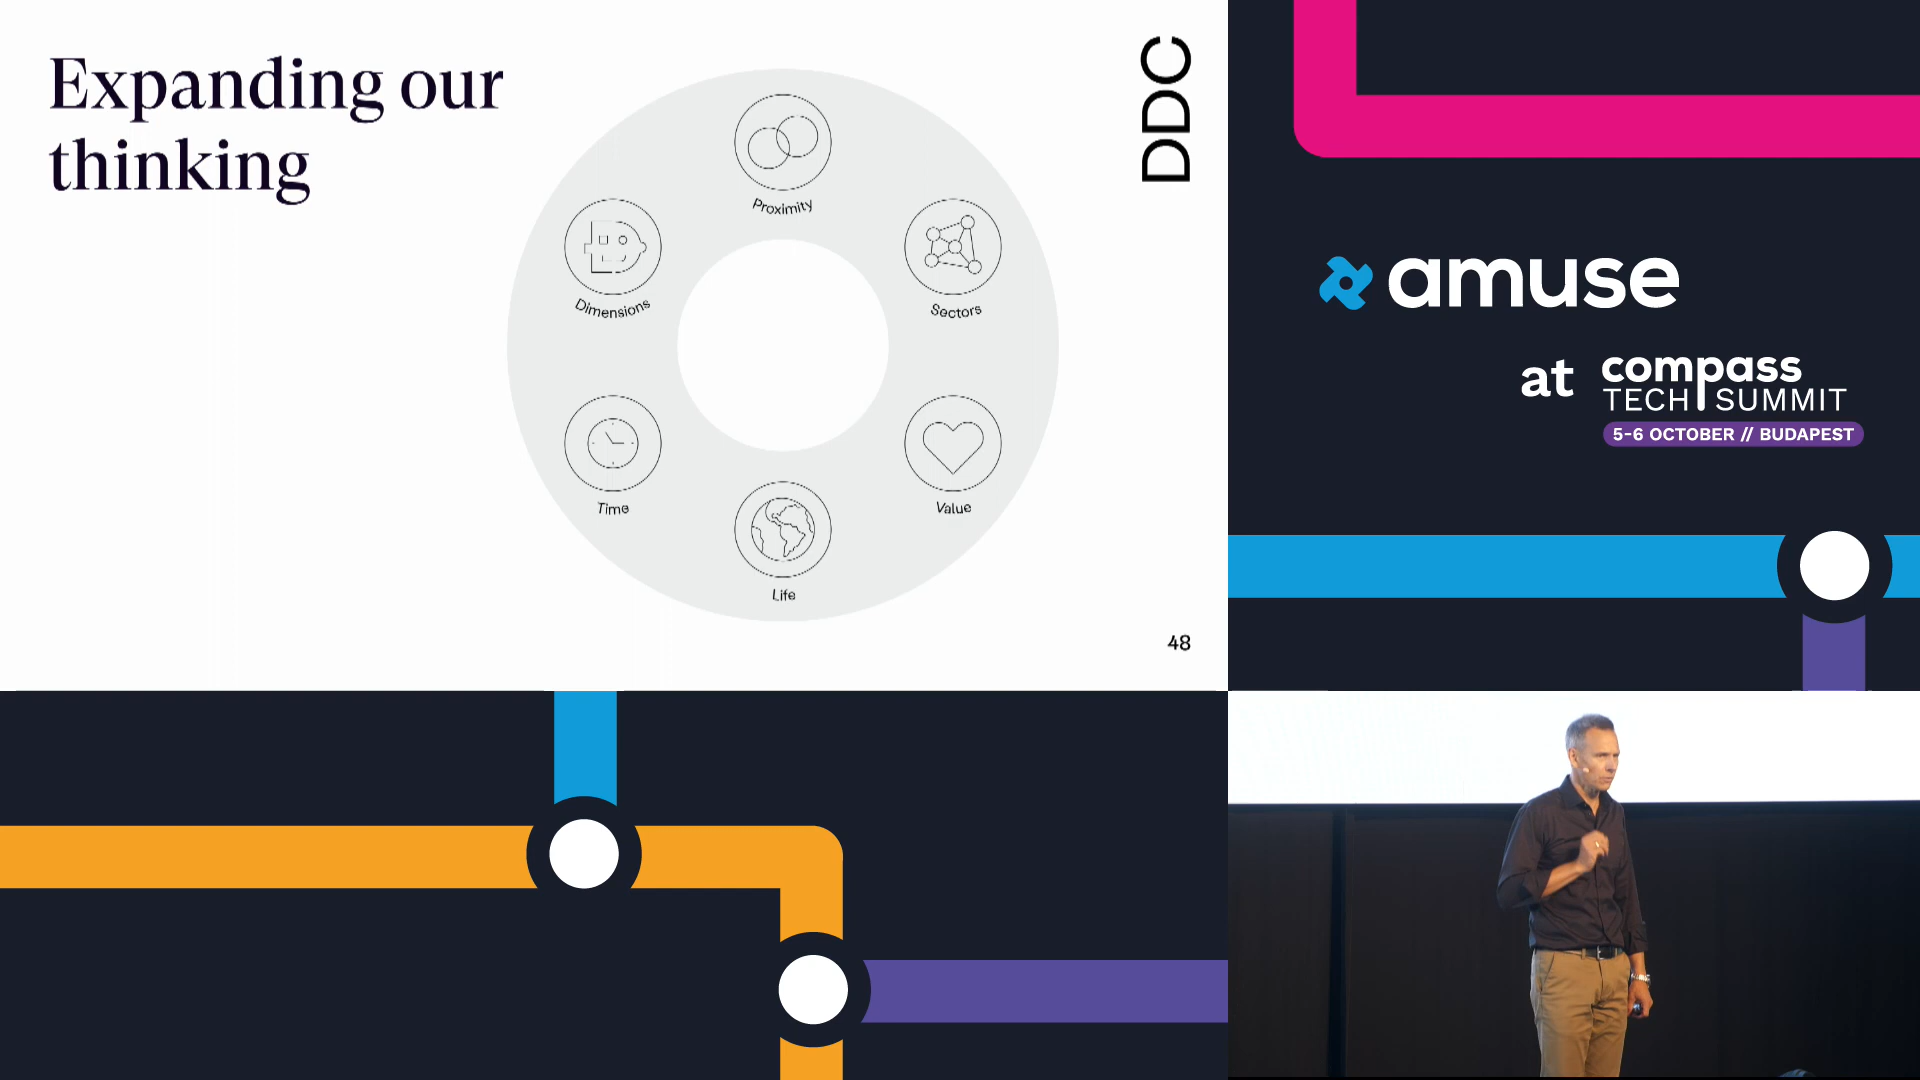 Expanding our
thinking
DDC
Proximity
Dimensions
Sectors
Time
Value
Life
48
amuse
at
compass
TECH SUMMIT
5-6 OCTOBER // BUDAPEST